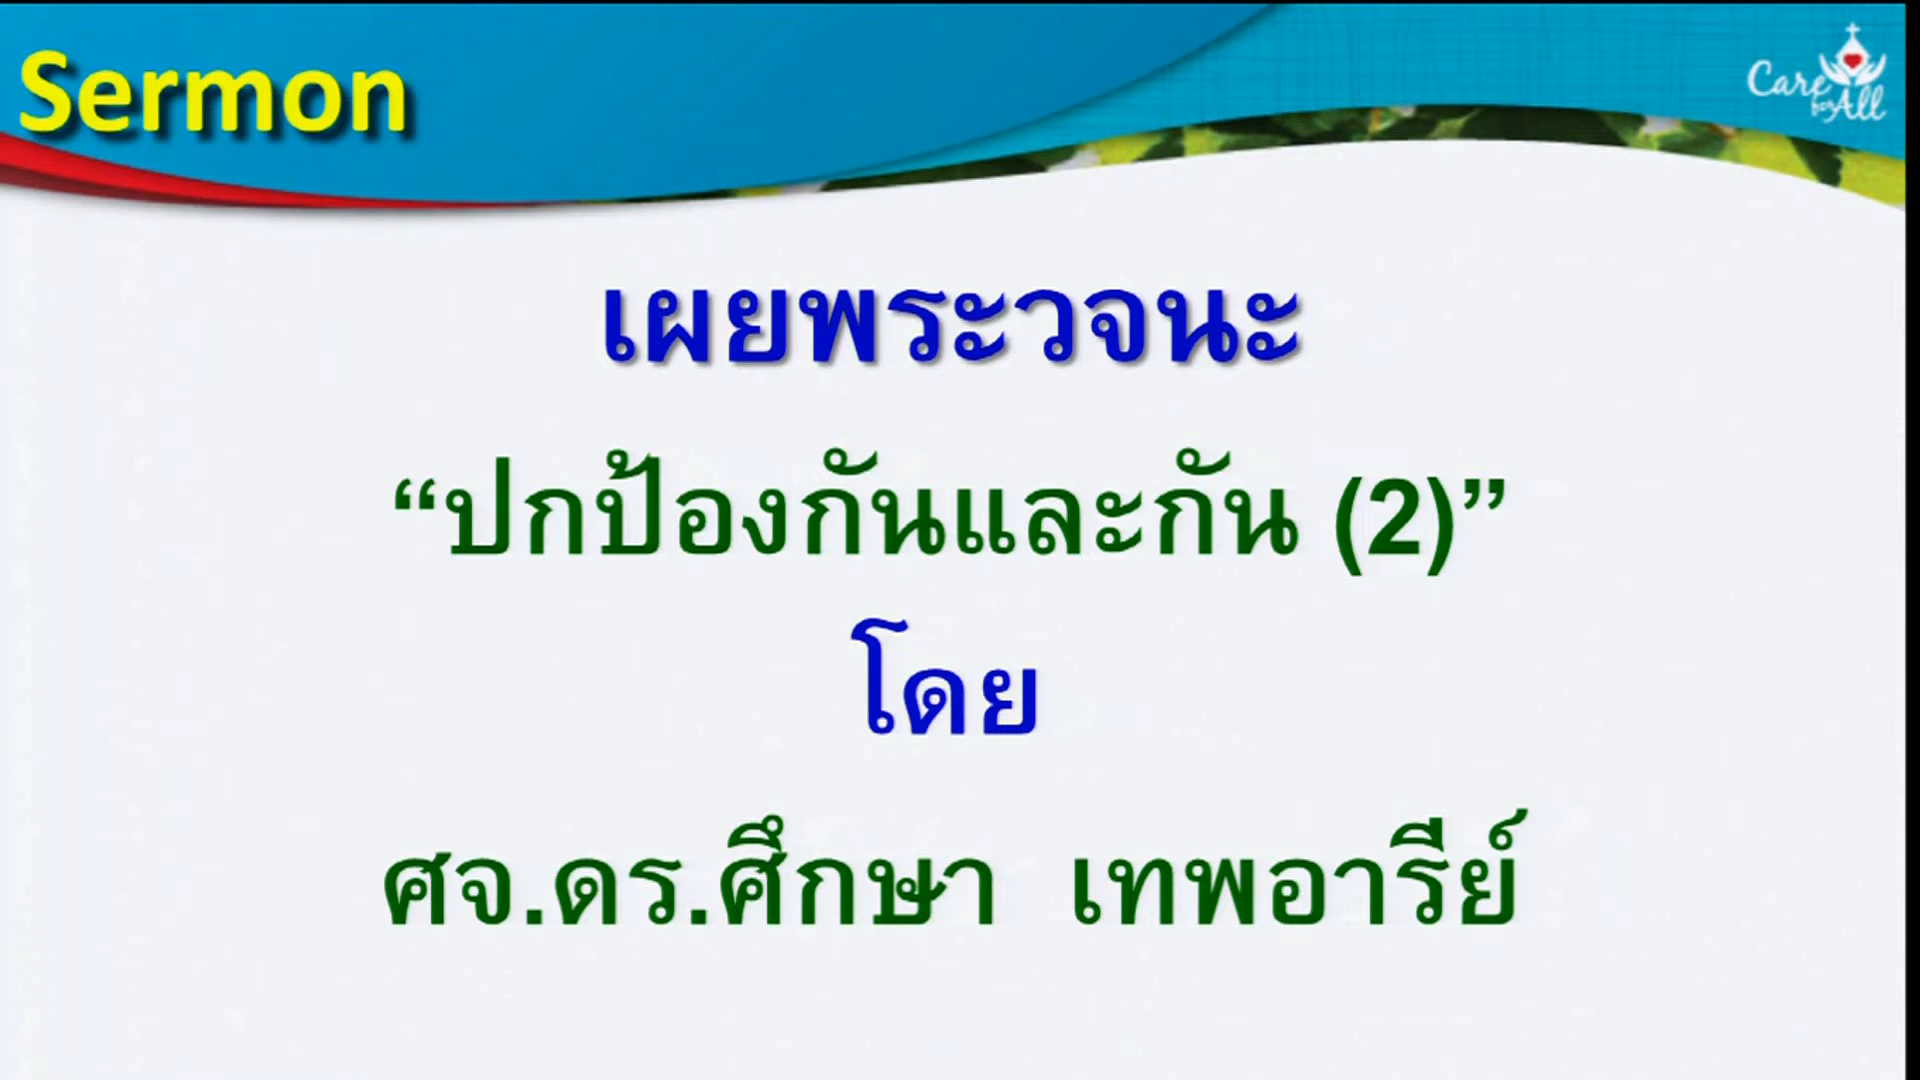 Sermon
Care
for All
เผยพระวจนะ
“ปกป้องกันและกัน (2)”
โดย
ศจ.ดร.ศึกษา เทพอารีย์